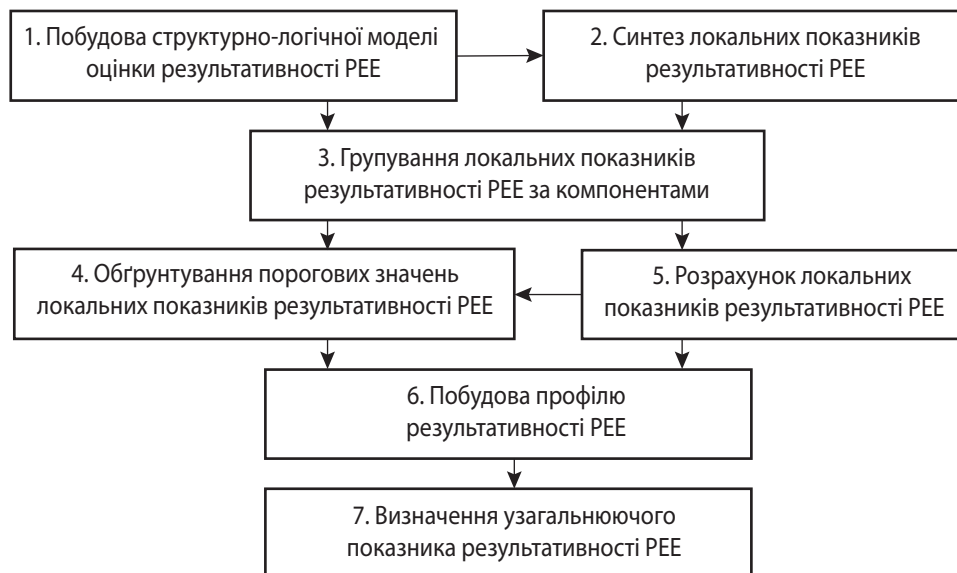 1. Побудова структурно-логічної моделі
оцінки результативності РЕЕ
2. Синтез локальних показників
результативності РЕЕ
3. Групування локальних показників
результативності РЕЕ за компонентами
4. Обґрунтування порогових значень
локальних показників результативності РЕЕ
5. Розрахунок локальних
показників результативності РЕЕ
6. Побудова профілю
результативності РЕЕ
7. Визначення узагальнюючого
показника результативності РЕЕ